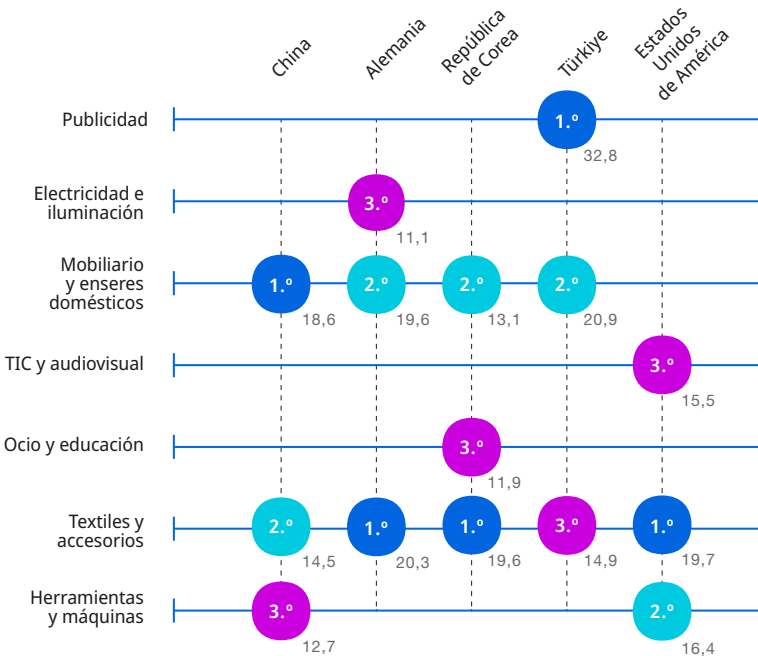 China
Alemania
República
de Corea
Türkiye
Estados
Unidos
de América
Publicidad
1.º
32,8
Electricidad e
iluminación
3.º
11,1
Mobiliario
y enseres
domésticos
1.º 2.º 2.º 2.º
18,6 19,6 13,1 20,9
TIC y audiovisual
3.º
15,5
Ocio y educación
3.º
11,9
Textiles y
accesorios
2.º 1.º 1.º 3.º 1.º
14,5 20,3 19,6 14,9 19,7
Herramientas
y máquinas
3.º 2.º
12,7 16,4